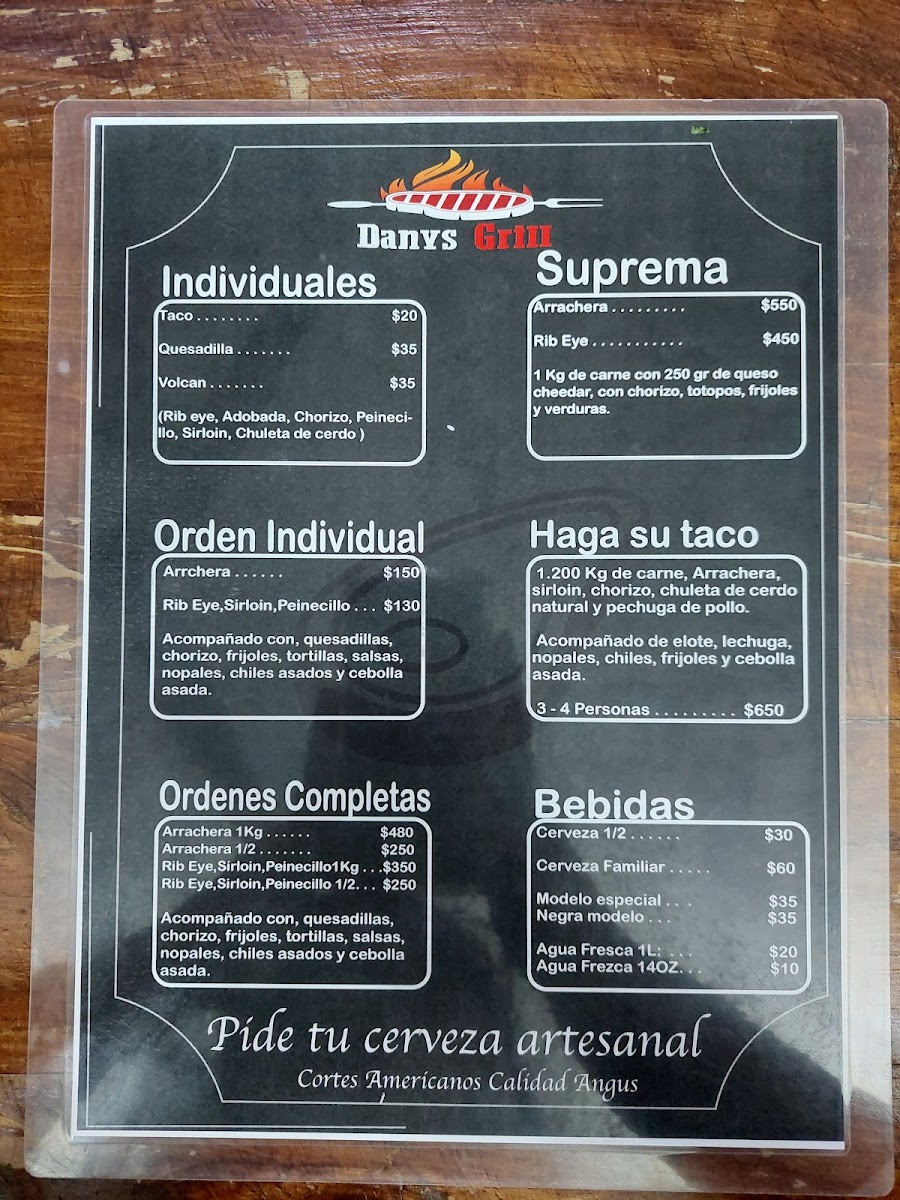 Danys Grill
Individuales
Taco . . . . . . . . $20
Quesadilla . . . . . . . $35
Volcan . . . . . . . $35
(Rib eye, Adobada, Chorizo, Peineci-
llo, Sirloin, Chuleta de cerdo )
Suprema
Arrachera . . . . . . . . . $550
Rib Eye . . . . . . . . . . . $450
1 Kg de carne con 250 gr de queso
cheedar, con chorizo, totopos, frijoles
y verduras.
Orden Individual
Arrchera . . . . . . $150
Rib Eye,Sirloin,Peinecillo . . . $130
Acompañado con, quesadillas,
chorizo, frijoles, tortillas, salsas,
nopales, chiles asados y cebolla
asada.
Haga su taco
1.200 Kg de carne, Arrachera,
sirloin, chorizo, chuleta de cerdo
natural y pechuga de pollo.
Acompañado de elote, lechuga,
nopales, chiles, frijoles y cebolla
asada.
3 - 4 Personas . . . . . . . . . $650
Ordenes Completas
Arrachera 1Kg . . . . . . $480
Arrachera 1/2 . . . . . . . $250
Rib Eye,Sirloin,Peinecillo1Kg . . .$350
Rib Eye,Sirloin,Peinecillo 1/2. . . $250
Acompañado con, quesadillas,
chorizo, frijoles, tortillas, salsas,
nopales, chiles asados y cebolla
asada.
Bebidas
Cerveza 1/2 . . . . . . $30
Cerveza Familiar . . . . . $60
Modelo especial . . . $35
Negra modelo . . . $35
Agua Fresca 1L: . . . $20
Agua Frezca 14OZ. . . $10
Pide tu cerveza artesanal
Cortes Americanos Calidad Angus